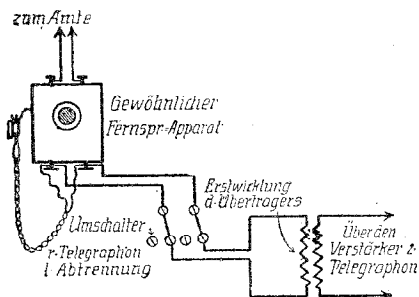 zum Amte
Gewöhnlicher
Fernspr.-Apparat
Erstwicklung
d. Übertragers
Umschalter
r. Telegraphon
l. Abtrennung
Über den
Verstärker z.
Telegraphon